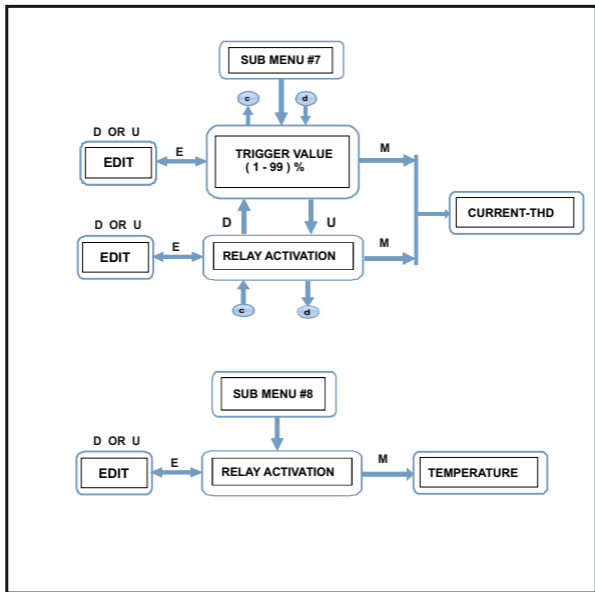 SUB MENU #7
c
d
D OR U
E
M
EDIT
TRIGGER VALUE
( 1 - 99 ) %
CURRENT-THD
D OR U
D
U
E
M
EDIT
RELAY ACTIVATION
c
d
SUB MENU #8
D OR U
E
M
EDIT
RELAY ACTIVATION
TEMPERATURE